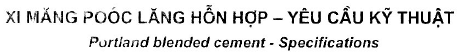 XI MĂNG POÓC LĂNG HỖN HỢP – YÊU CẦU KỸ THUẬT
Portland blended cement - Specifications